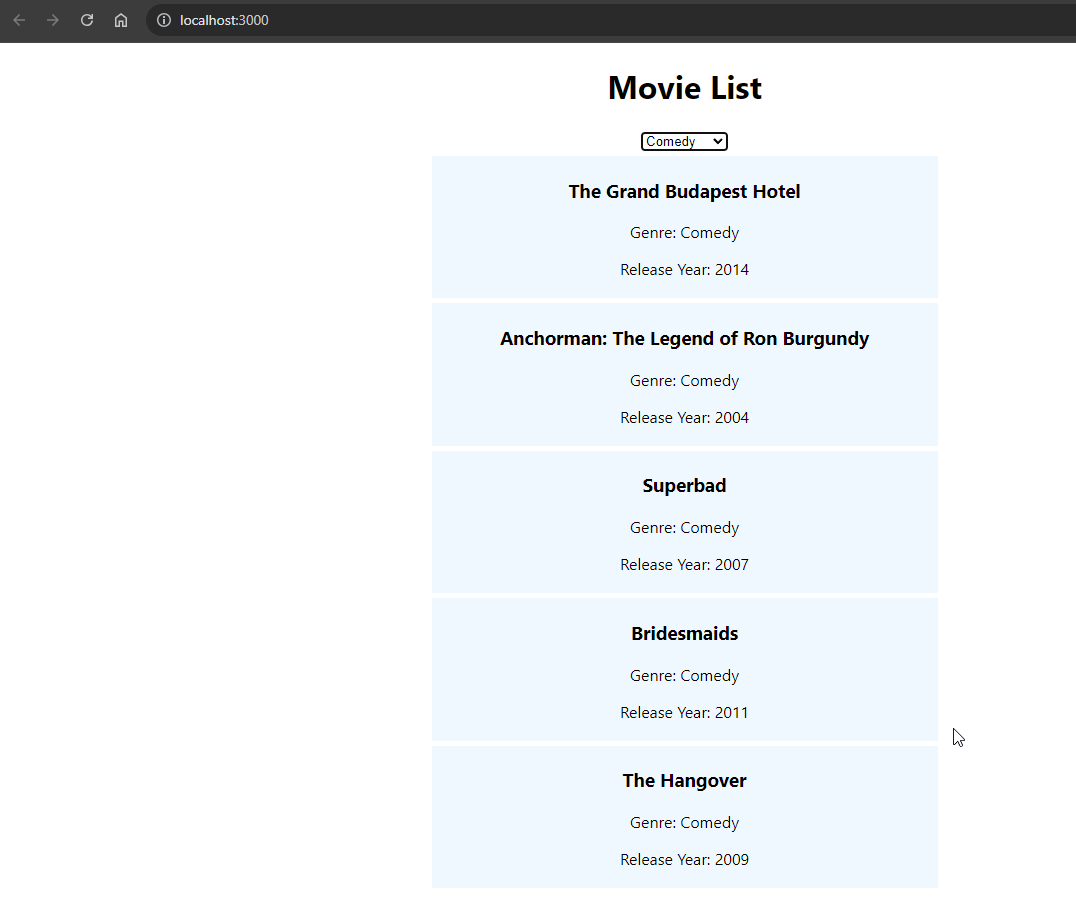 localhost:3000
Movie List
Comedy
The Grand Budapest Hotel
Genre: Comedy
Release Year: 2014
Anchorman: The Legend of Ron Burgundy
Genre: Comedy
Release Year: 2004
Superbad
Genre: Comedy
Release Year: 2007
Bridesmaids
Genre: Comedy
Release Year: 2011
The Hangover
Genre: Comedy
Release Year: 2009